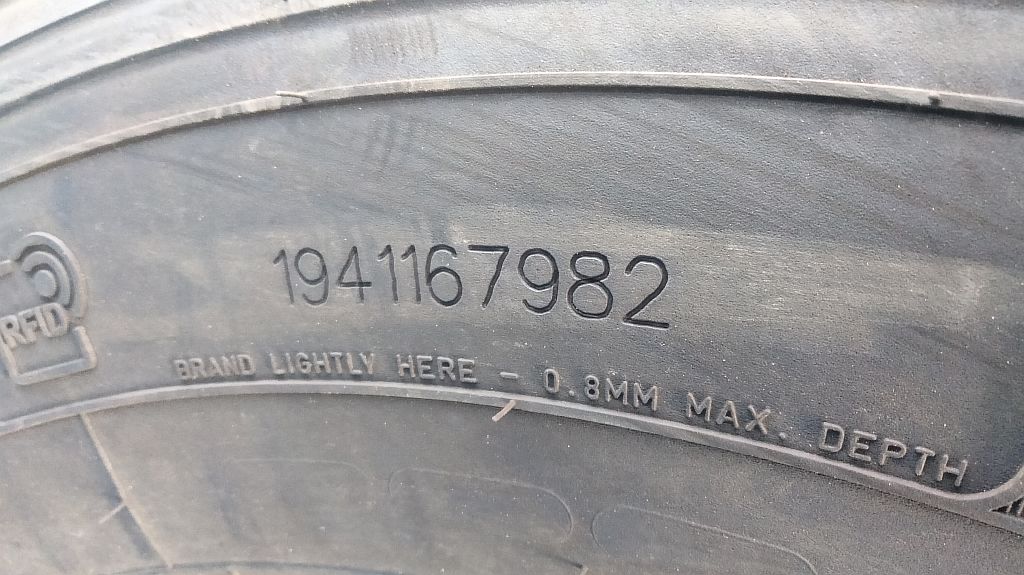 1941167982
RFID
BRAND LIGHTLY HERE - 0.8MM MAX. DEPTH